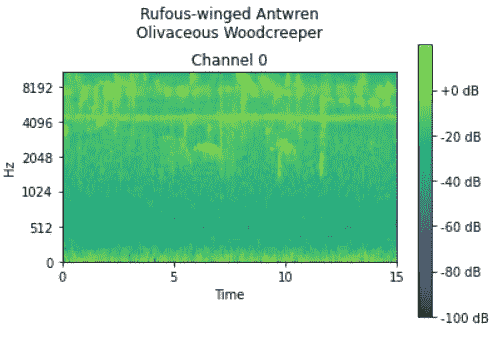 Rufous-winged Antwren
Olivaceous Woodcreeper
Channel 0
8192
4096
2048
1024
512
0
Hz
0 5 10 15
Time
+0 dB
-20 dB
-40 dB
-60 dB
-80 dB
-100 dB